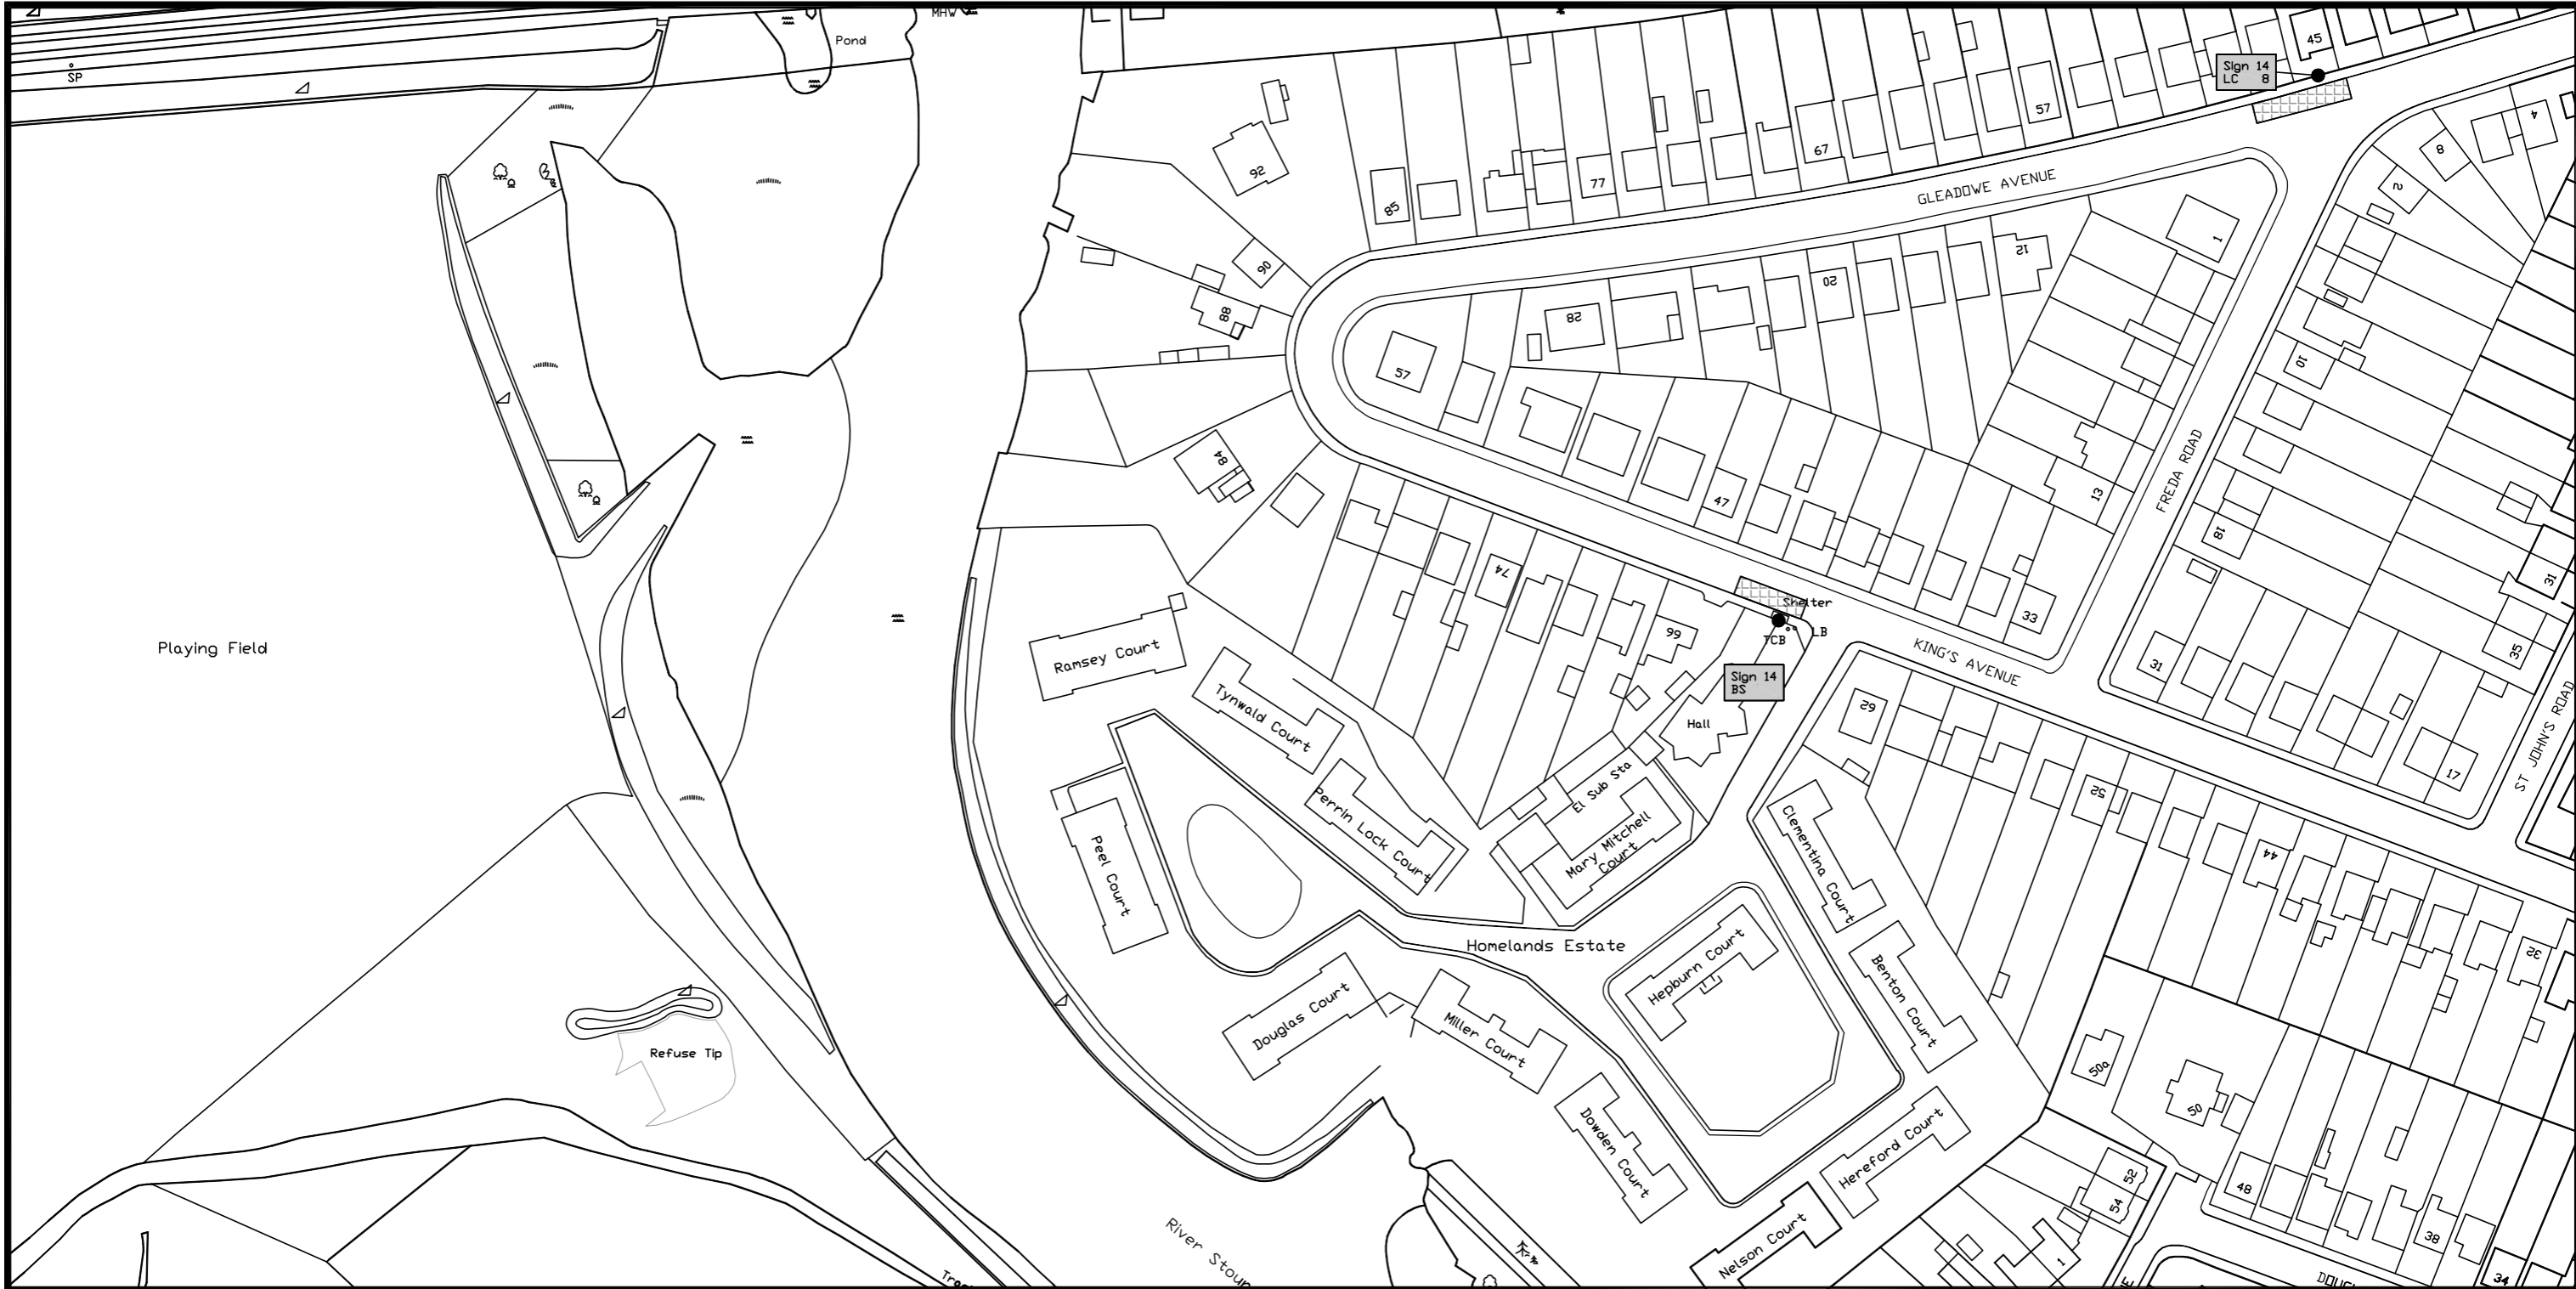 MHW
Pond
SP
45
Sign 14
LC 8
57
67
77
85
92
90
88
84
GLEADOWE AVENUE
4
8
2
1
12
20
28
57
10
47
13
FREDA ROAD
18
31
74
66
33
Shelter
TCB
LB
Sign 14
BS
Hall
KING'S AVENUE
31
35
17
ST JOHN'S ROAD
Playing Field
Ramsey Court
Tynwald Court
Perrin Lock Court
Peel Court
El Sub Sta
Mary Mitchell
Court
62
52
44
32
Clementina Court
Homelands Estate
Hepburn Court
Benton Court
Douglas Court
Miller Court
Dowden Court
Hereford Court
Nelson Court
Refuse Tip
River Stour
50a
50
52
54
48
38
34
1